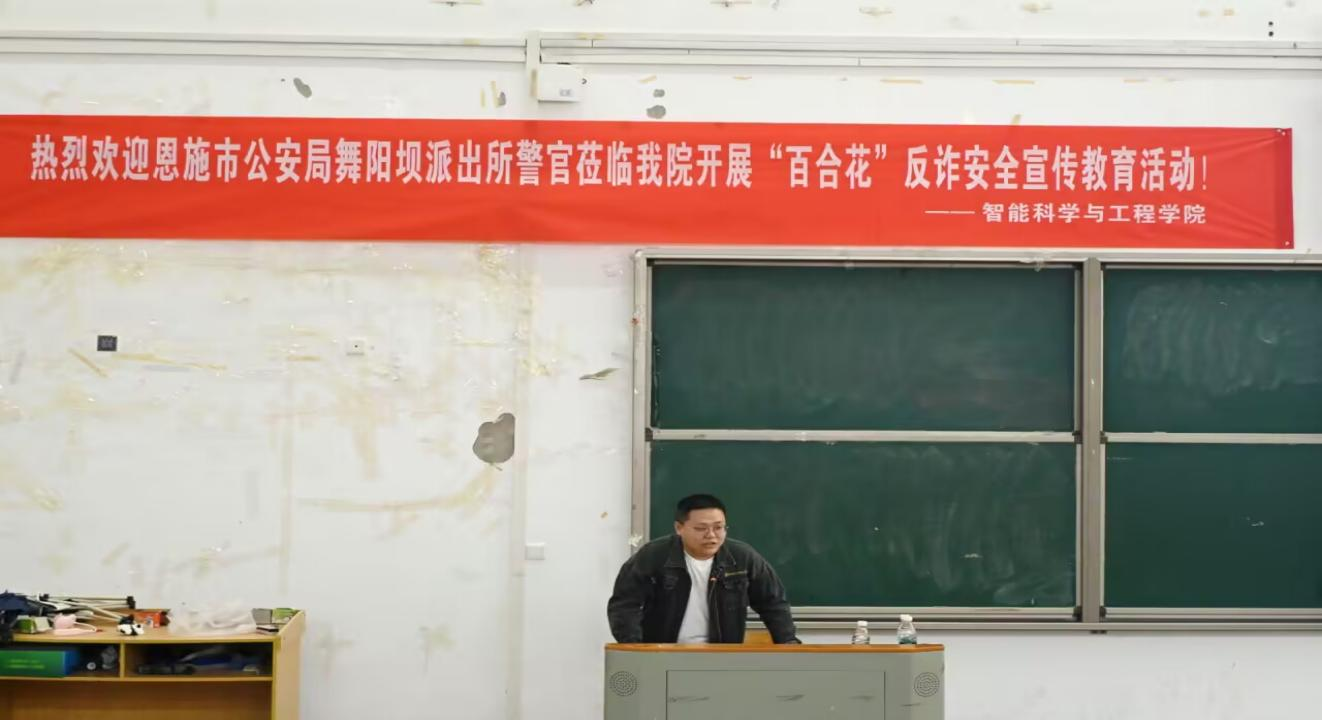 热烈欢迎恩施市公安局舞阳坝派出所警官莅临我院开展“百合花”反诈安全宣传教育活动！
—— 智能科学与工程学院